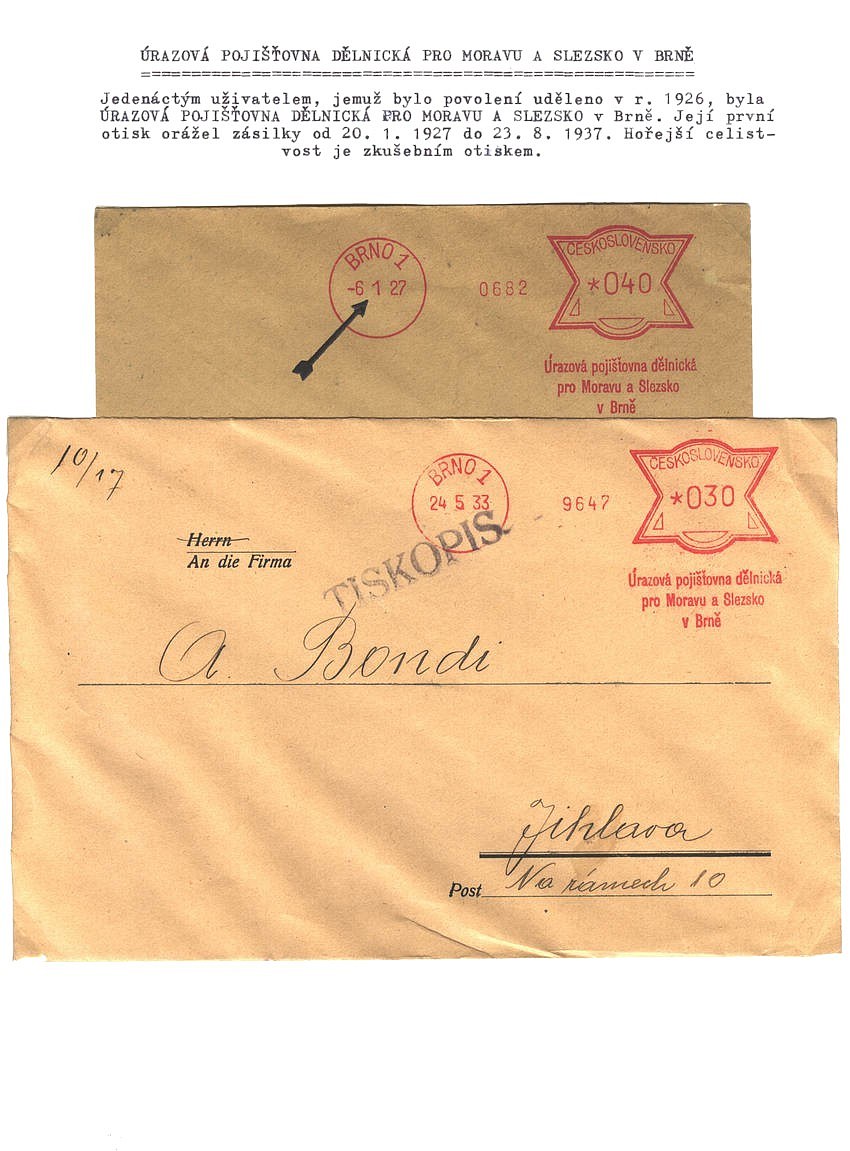 ÚRAZOVÁ POJIŠŤOVNA DĚLNICKÁ PRO MORAVU A SLEZSKO V BRNĚ
=======================================================
Jedenáctým uživatelem, jemuž bylo povolení uděleno v r. 1926, byla
ÚRAZOVÁ POJIŠŤOVNA DĚLNICKÁ PRO MORAVU A SLEZSKO v Brně. Její první
otisk orážel zásilky od 20. 1. 1927 do 23. 8. 1937. Hořejší celist-
vost je zkušebním otiskem.
BRNO 1
-6 1 27
0682
ČESKOSLOVENSKO
*040
Úrazová pojišťovna dělnická
pro Moravu a Slezsko
v Brně
10/17
BRNO 1
24 5 33
9647
ČESKOSLOVENSKO
*030
Úrazová pojišťovna dělnická
pro Moravu a Slezsko
v Brně
Herrn
An die Firma
TISKOPIS
A. Bondi
Jihlava
Post Na rámech 10